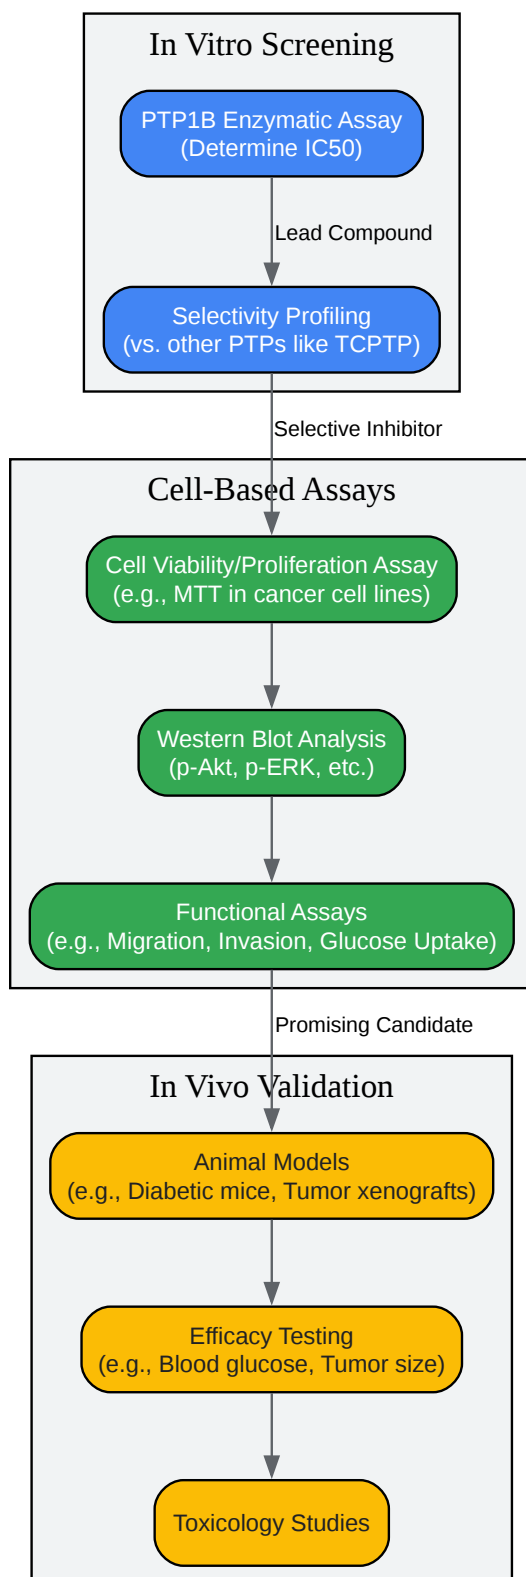 In Vitro Screening
PTP1B Enzymatic Assay
(Determine IC50)
Lead Compound
Selectivity Profiling
(vs. other PTPs like TCPTP)
Selective Inhibitor
Cell-Based Assays
Cell Viability/Proliferation Assay
(e.g., MTT in cancer cell lines)
Western Blot Analysis
(p-Akt, p-ERK, etc.)
Functional Assays
(e.g., Migration, Invasion, Glucose Uptake)
Promising Candidate
In Vivo Validation
Animal Models
(e.g., Diabetic mice, Tumor xenografts)
Efficacy Testing
(e.g., Blood glucose, Tumor size)
Toxicology Studies